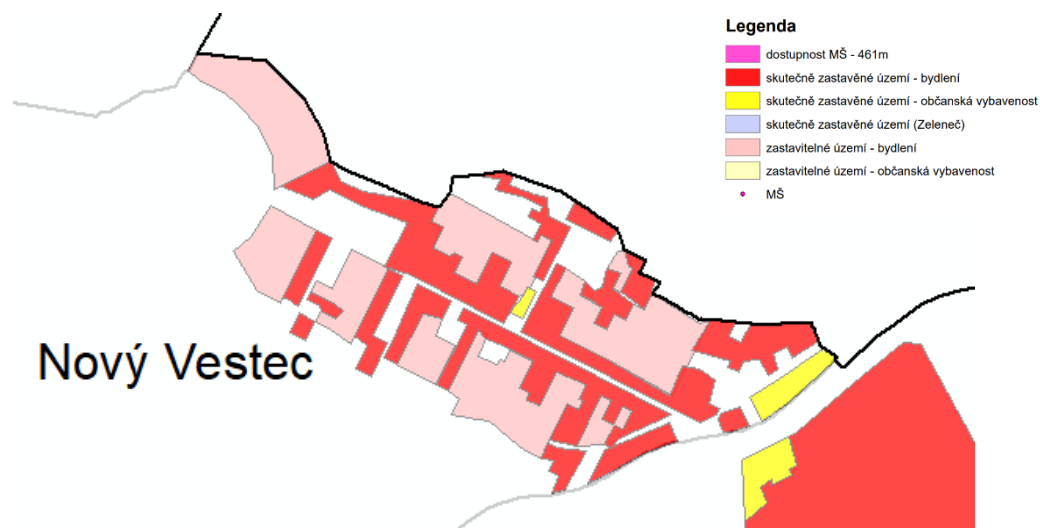 Legenda
dostupnost MŠ - 461m
skutečně zastavěné území - bydlení
skutečně zastavěné území - občanská vybavenost
skutečně zastavěné území (Zeleneč)
zastavitelné území - bydlení
zastavitelné území - občanská vybavenost
MŠ
Nový Vestec